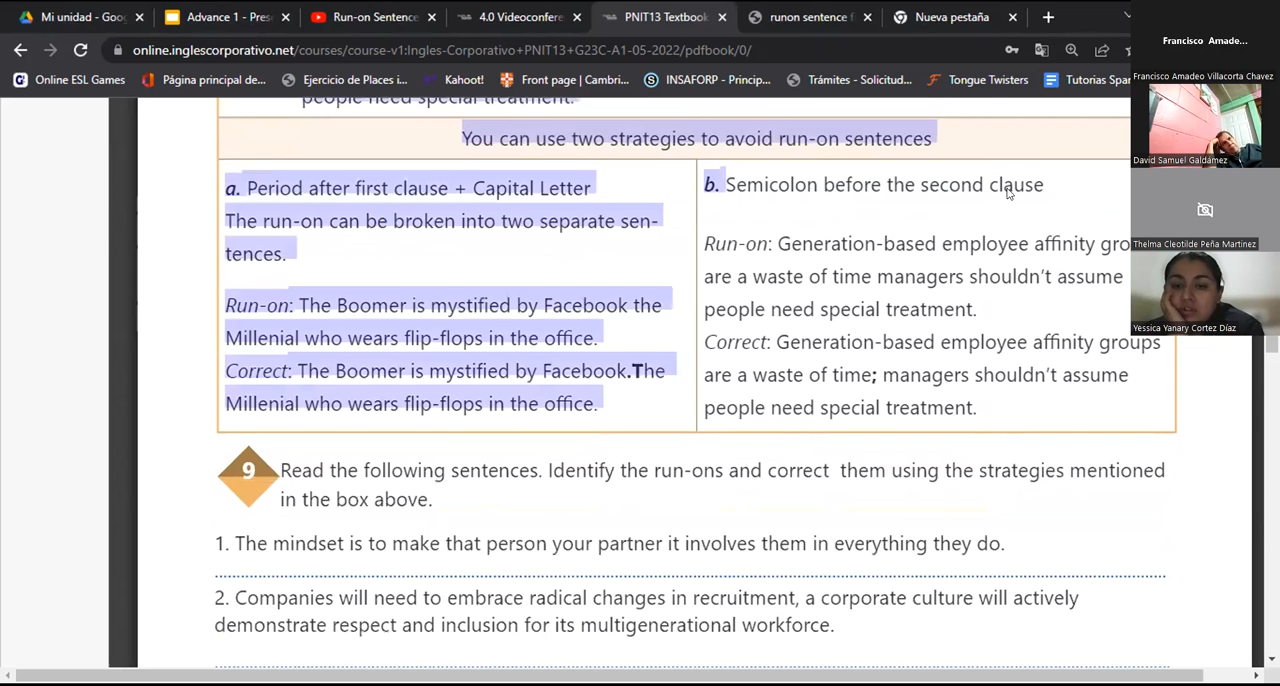 Mi unidad - Goog
Advance 1 - Pres
Run-on Sentence
4.0 Videoconfere
PNIT13 Textbook
runon sentence f
Nueva pestaña
online.inglescorporativo.net/courses/course-v1:Ingles-Corporativo+PNIT13+G23C-A1-05-2022/pdfbook/0/
Online ESL Games
Página principal de...
Ejercicio de Places i...
Kahoot!
Front page | Cambri...
INSAFORP - Princip...
Trámites - Solicitud...
Tongue Twisters
Tutorias Span
Francisco Amade...
Francisco Amadeo Villacorta Chavez
David Samuel Galdámez
Thelma Cleotilde Peña Martinez
Yessica Yanary Cortez Díaz
people need special treatment.
You can use two strategies to avoid run-on sentences
a. Period after first clause + Capital Letter
The run-on can be broken into two separate sen-
tences.
Run-on: The Boomer is mystified by Facebook the
Millenial who wears flip-flops in the office.
Correct: The Boomer is mystified by Facebook.The
Millenial who wears flip-flops in the office.
b. Semicolon before the second clause
Run-on: Generation-based employee affinity gro
are a waste of time managers shouldn't assume
people need special treatment.
Correct: Generation-based employee affinity groups
are a waste of time; managers shouldn't assume
people need special treatment.
9 Read the following sentences. Identify the run-ons and correct them using the strategies mentioned
in the box above.
1. The mindset is to make that person your partner it involves them in everything they do.
2. Companies will need to embrace radical changes in recruitment, a corporate culture will actively
demonstrate respect and inclusion for its multigenerational workforce.